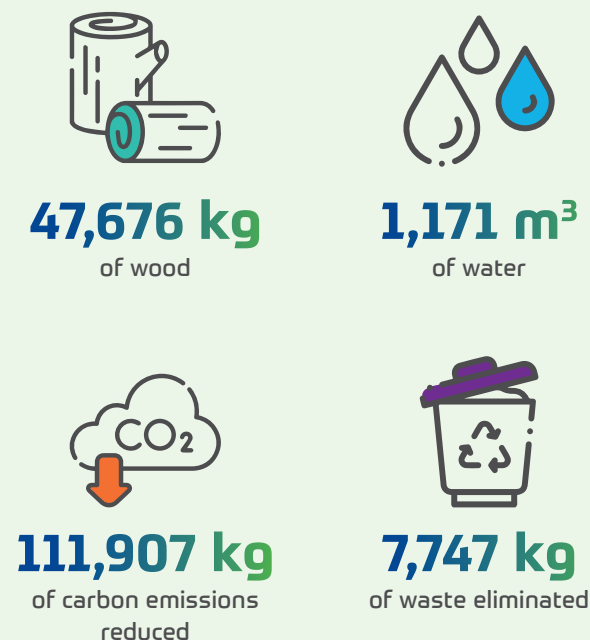 47,676 kg
of wood
1,171 m³
of water
CO₂
111,907 kg
of carbon emissions
reduced
7,747 kg
of waste eliminated